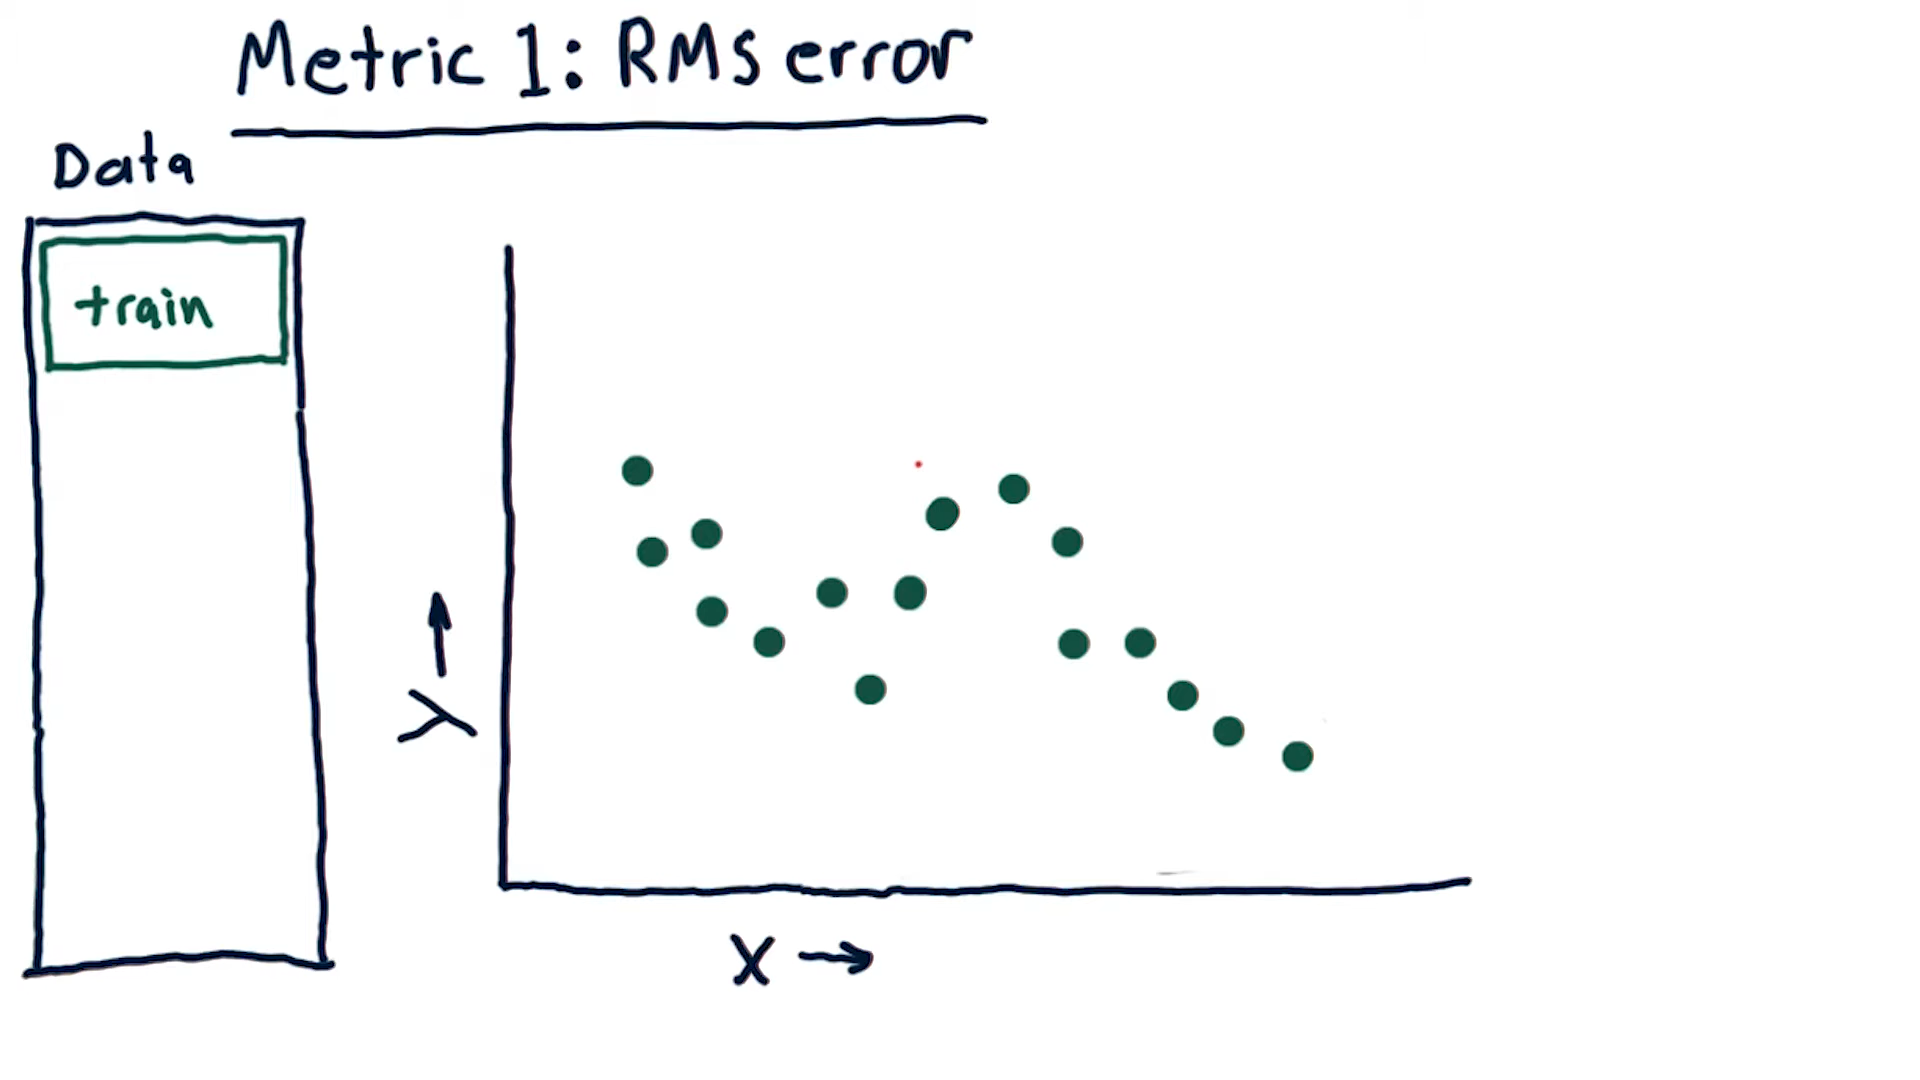 Metric 1: RMS error
Data
train
Y →
X →